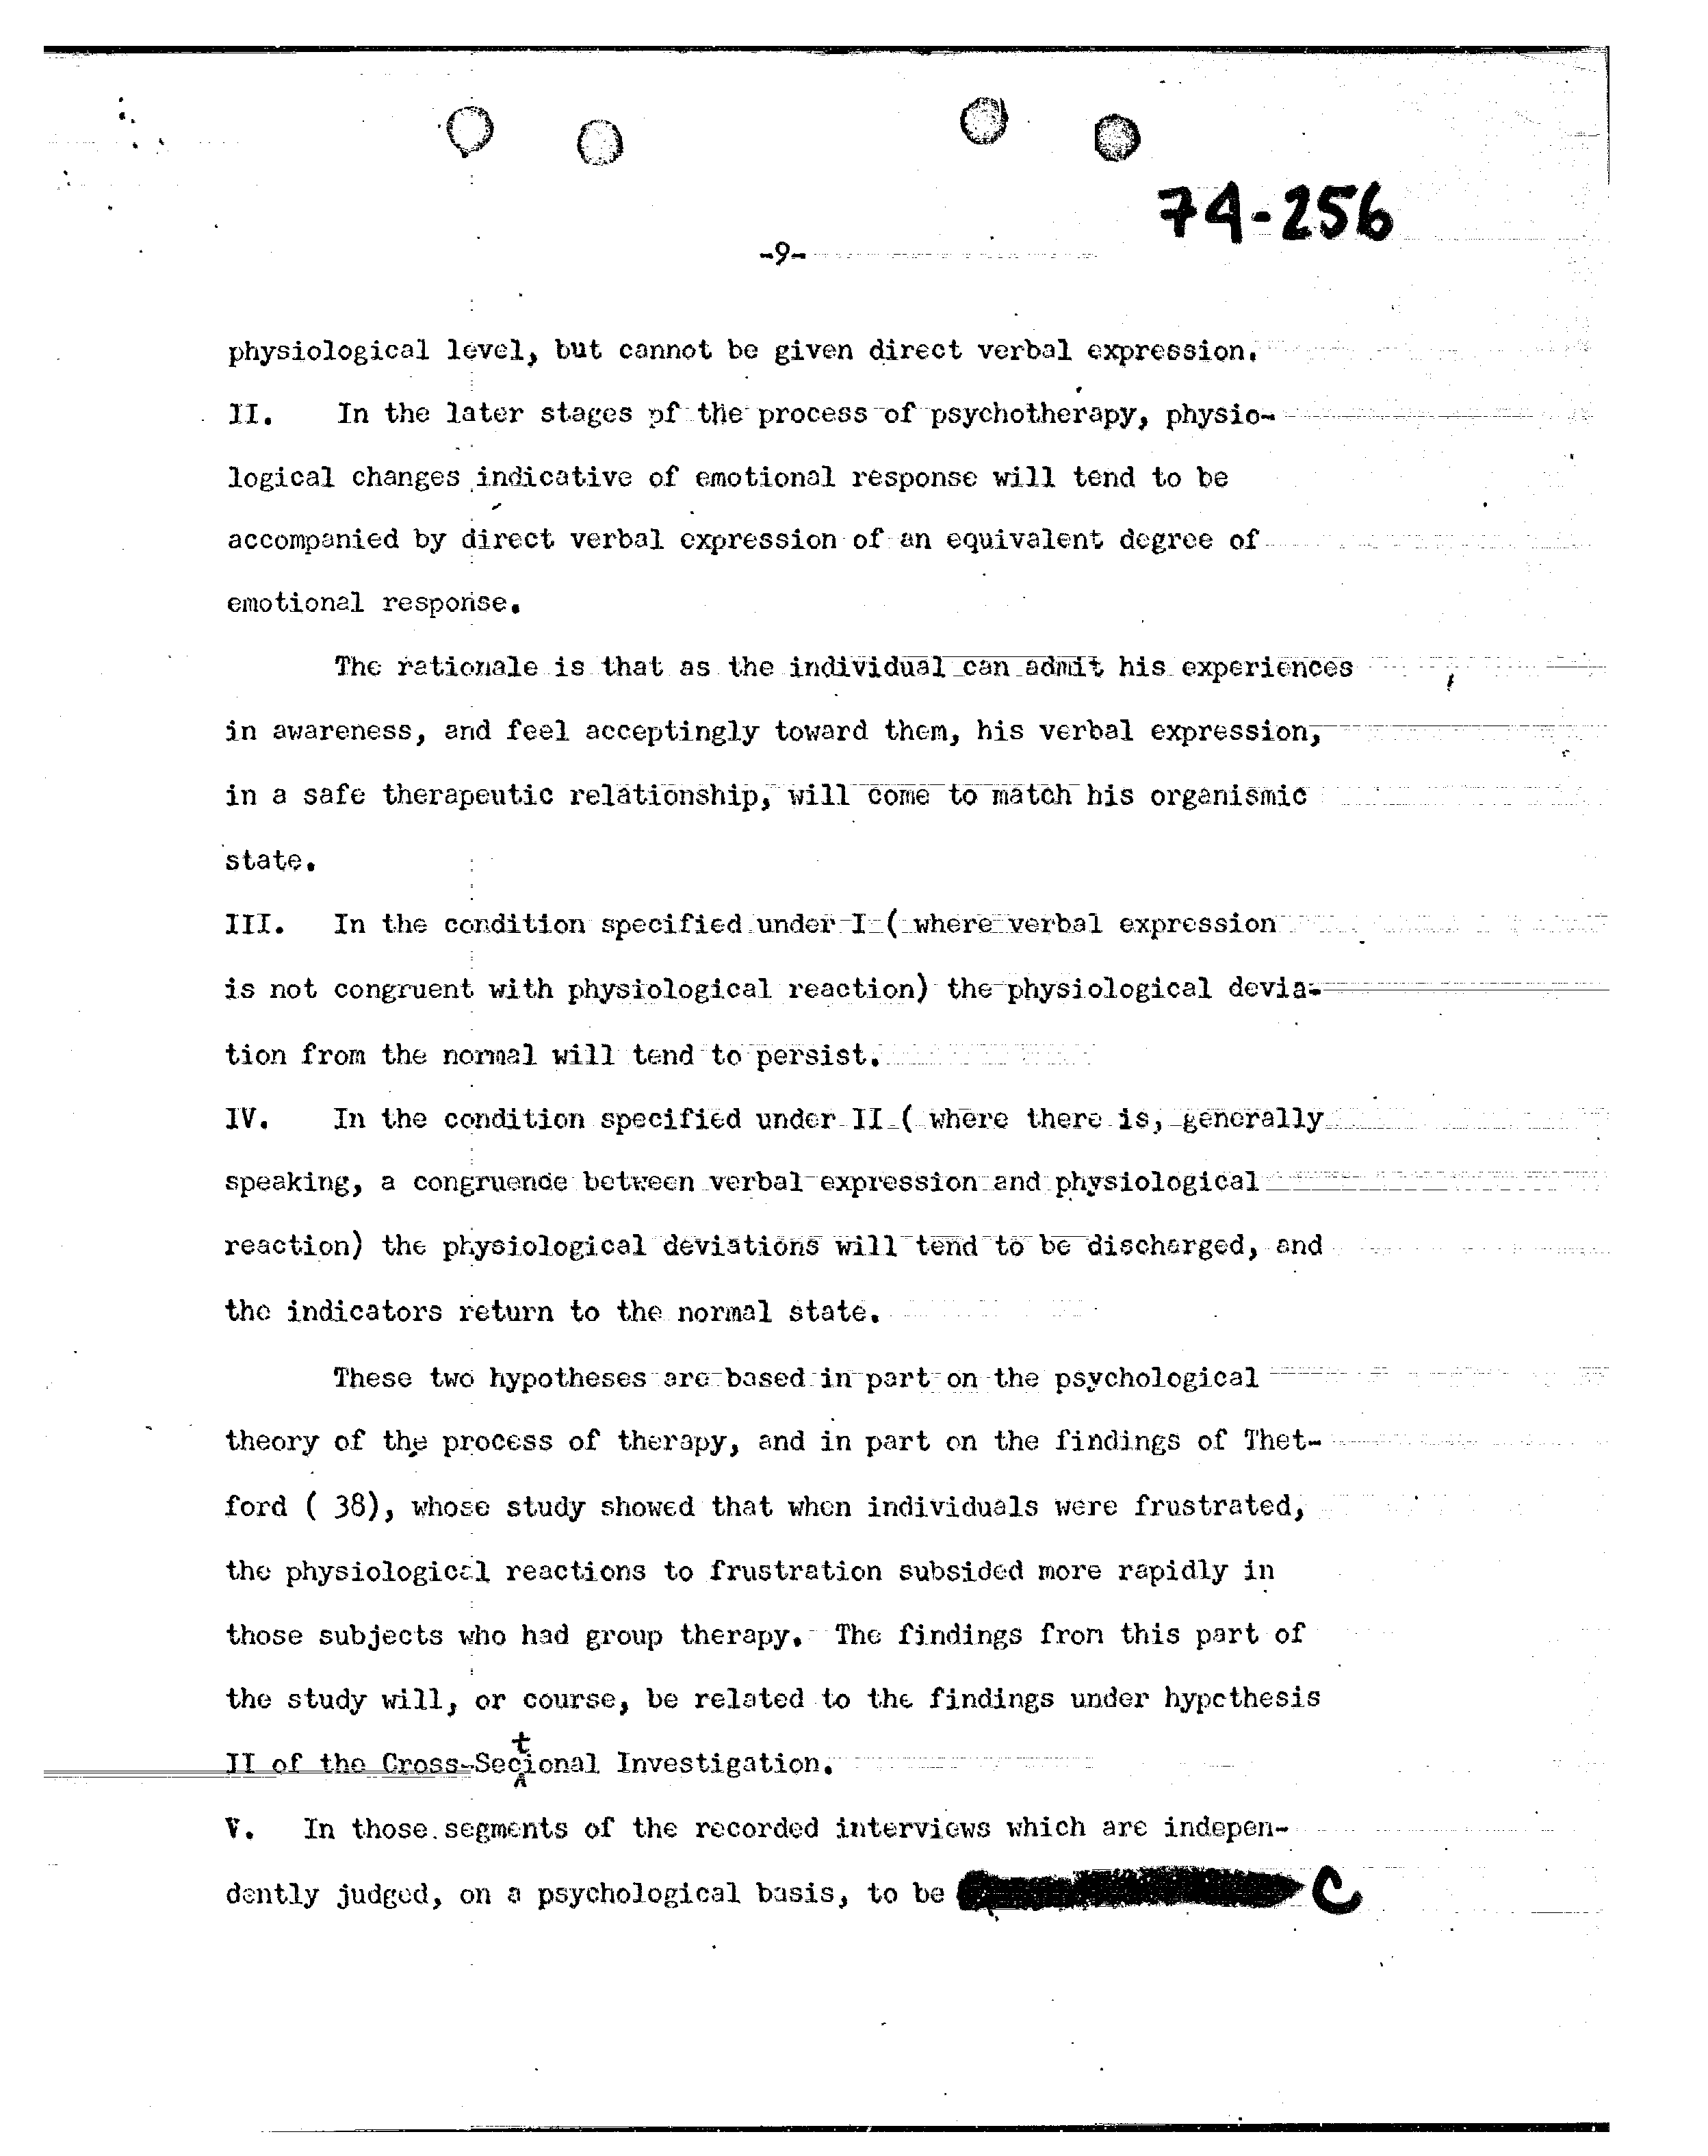 74-256
-9-
physiological level, but cannot be given direct verbal expression.
II. In the later stages of the process of psychotherapy, physio-
logical changes indicative of emotional response will tend to be
accompanied by direct verbal expression of an equivalent degree of
emotional response.
The rationale is that as the individual can admit his experiences
in awareness, and feel acceptingly toward them, his verbal expression,
in a safe therapeutic relationship, will come to match his organismic
state.
III. In the condition specified under I ( where verbal expression
is not congruent with physiological reaction) the physiological devia-
tion from the normal will tend to persist.
IV. In the condition specified under II ( where there is, generally
speaking, a congruence between verbal expression and physiological
reaction) the physiological deviations will tend to be discharged, and
the indicators return to the normal state.
These two hypotheses are based in part on the psychological
theory of the process of therapy, and in part on the findings of Thet-
ford ( 38), whose study showed that when individuals were frustrated,
the physiological reactions to frustration subsided more rapidly in
those subjects who had group therapy. The findings from this part of
the study will, or course, be related to the findings under hypothesis
II of the Cross-Sectional Investigation.
V. In those segments of the recorded interviews which are indepen-
dently judged, on a psychological basis, to be C